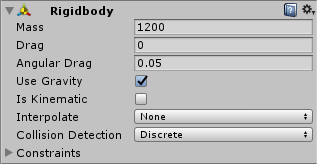 Rigidbody
Mass 1200
Drag 0
Angular Drag 0.05
Use Gravity
Is Kinematic
Interpolate None
Collision Detection Discrete
Constraints